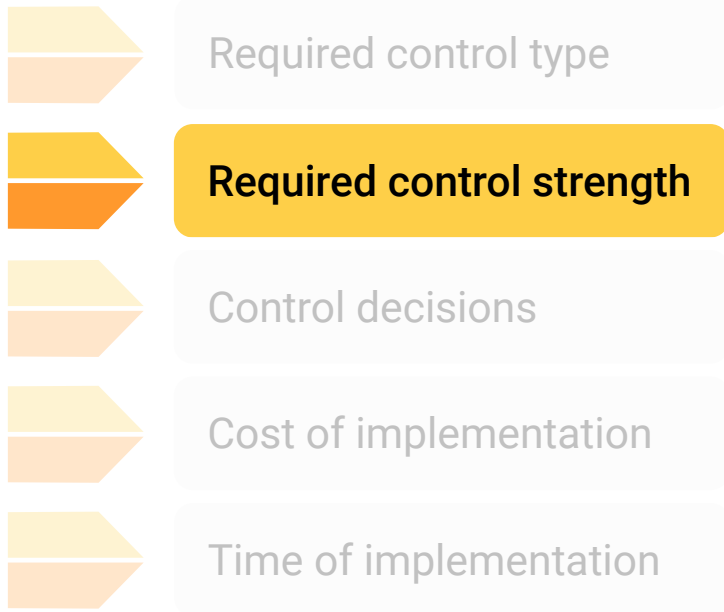 Required control type
Required control strength
Control decisions
Cost of implementation
Time of implementation